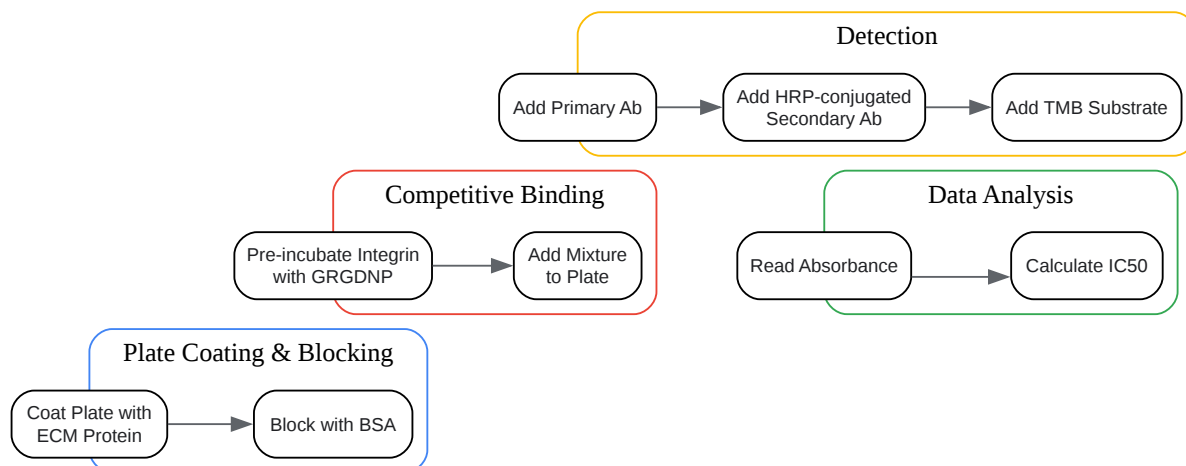 Detection
Add Primary Ab
Add HRP-conjugated
Secondary Ab
Add TMB Substrate
Competitive Binding
Pre-incubate Integrin
with GRGDNP
Add Mixture
to Plate
Data Analysis
Read Absorbance
Calculate IC50
Plate Coating & Blocking
Coat Plate with
ECM Protein
Block with BSA